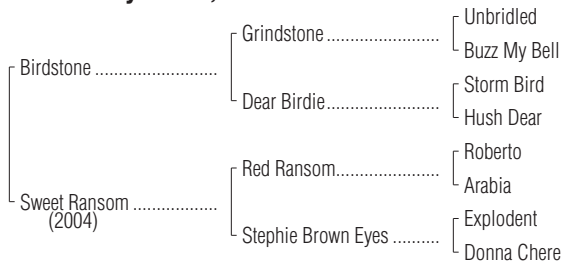 Unbridled
Grindstone ..........................
Buzz My Bell
Birdstone ............................
Storm Bird
Dear Birdie..........................
Hush Dear
Roberto
Red Ransom.......................
Arabia
Sweet Ransom ...................
(2004)
Explodent
Stephie Brown Eyes ..........
Donna Chere